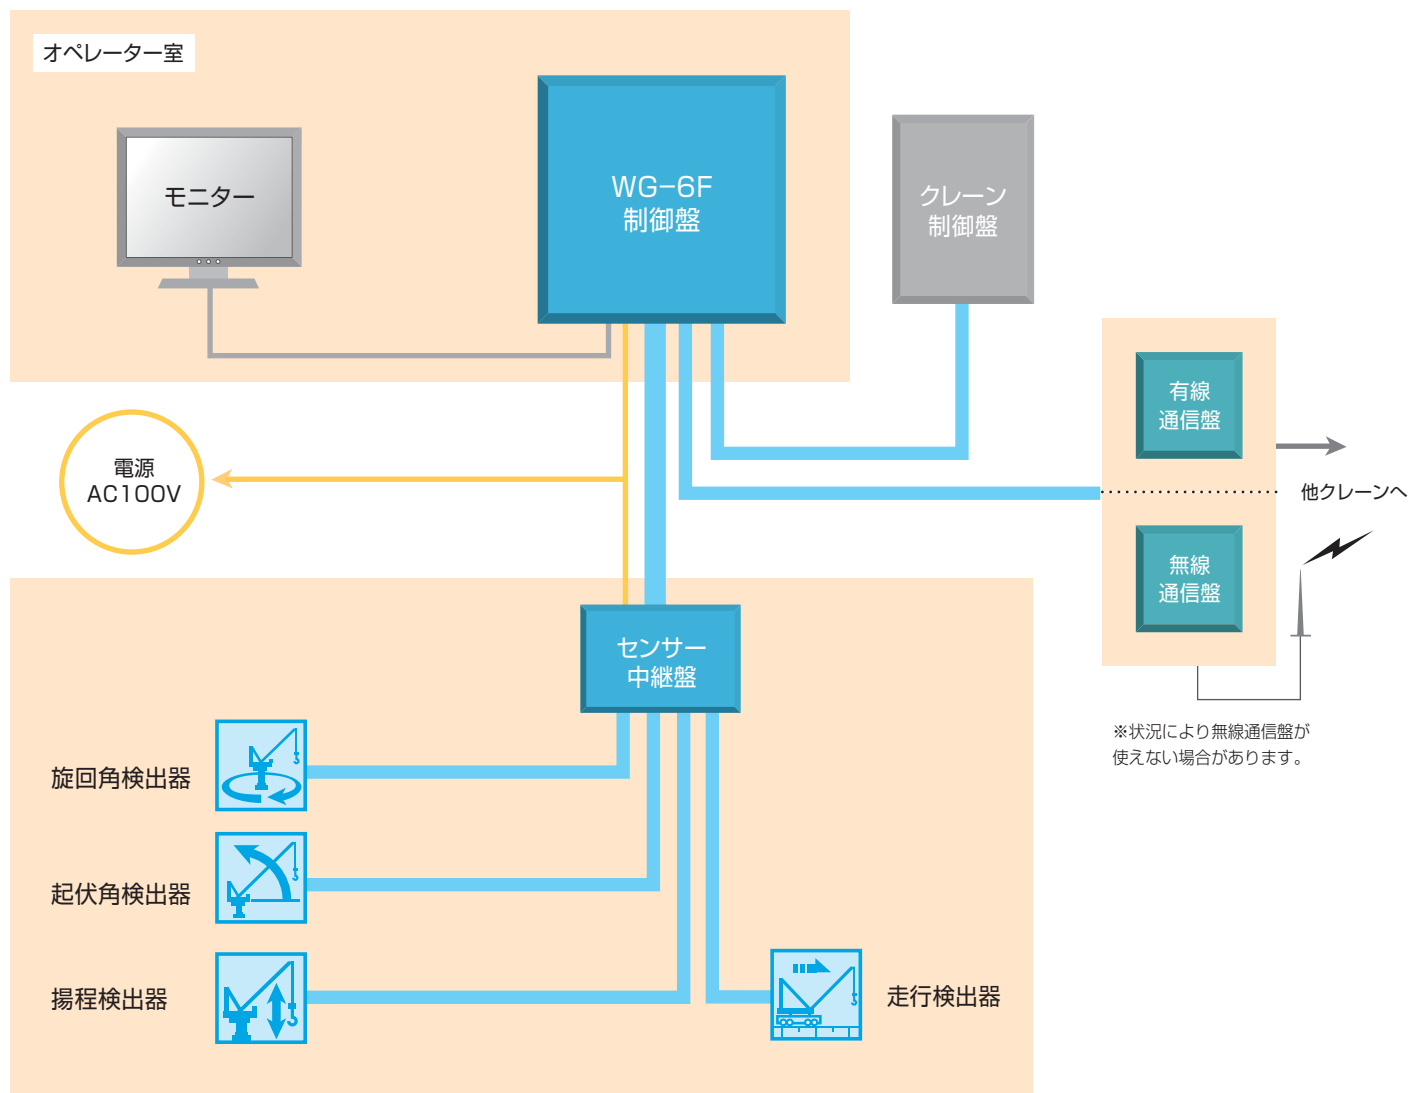 オペレーター室
モニター
WG-6F
制御盤
クレーン
制御盤
有線
通信盤
電源
AC100V
他クレーンへ
無線
通信盤
センサー
中継盤
※状況により無線通信盤が
使えない場合があります。
旋回角検出器
起伏角検出器
揚程検出器
走行検出器